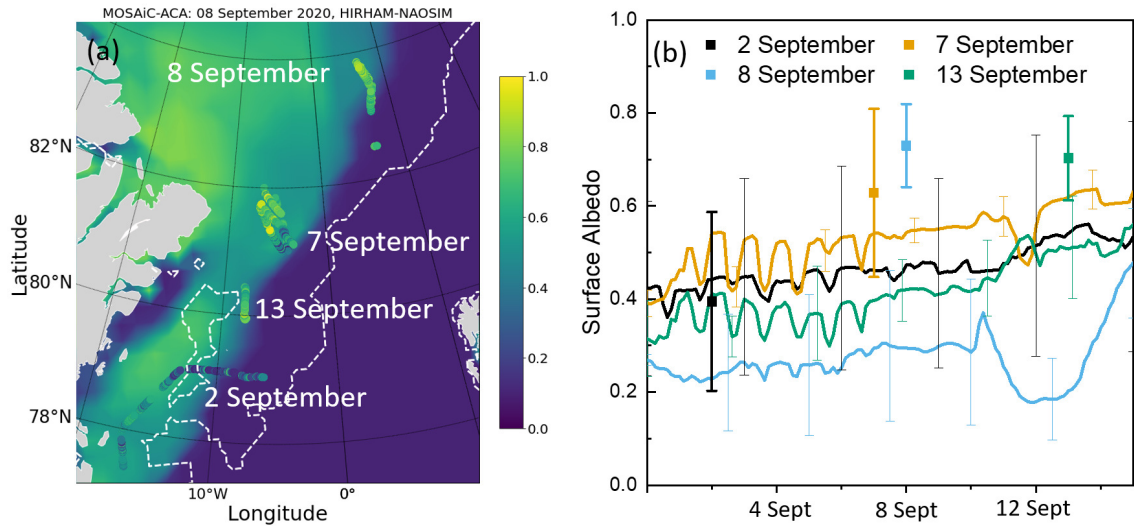 MOSAiC-ACA: 08 September 2020, HIRHAM-NAOSIM
(a)
8 September
7 September
13 September
2 September
82°N
80°N
78°N
Latitude
10°W
0°
Longitude
1.0
0.8
0.6
0.4
0.2
0.0
(b)
2 September
7 September
8 September
13 September
1.0
0.8
0.6
0.4
0.2
0.0
Surface Albedo
4 Sept
8 Sept
12 Sept